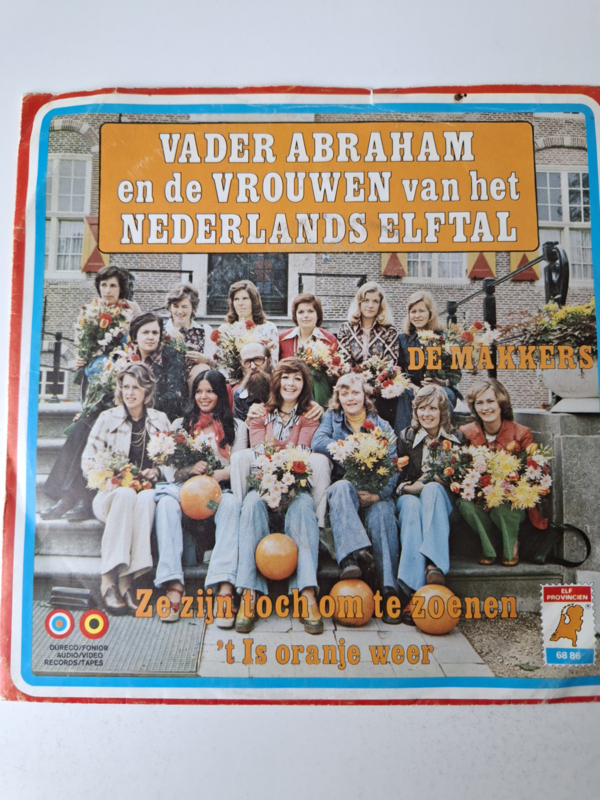 VADER ABRAHAM
en de VROUWEN van het
NEDERLANDS ELFTAL
DE MAKKERS
Ze zijn toch om te zoenen
't Is oranje weer
DURECO/FONIOR
AUDIO/VIDEO
RECORDS/TAPES
ELF
PROVINCIEN
68 86